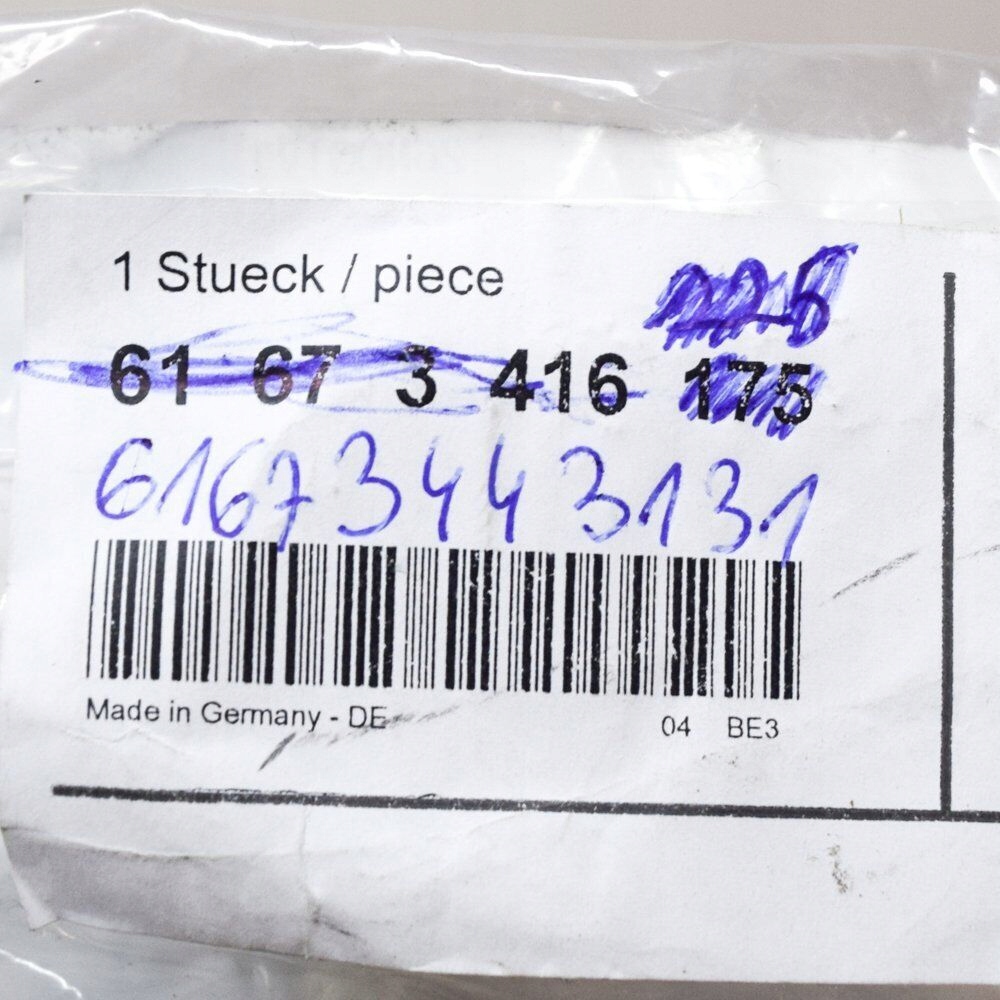 1 Stueck / piece
61 67 3 416 175
61673443131
Made in Germany - DE
04 BE3